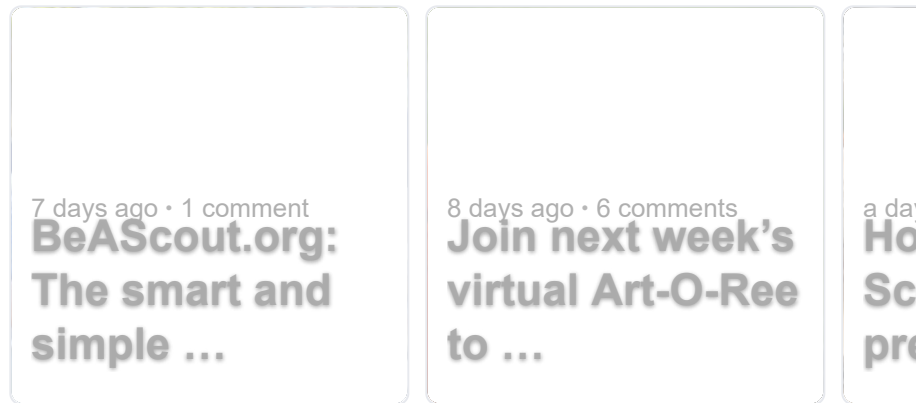 7 days ago • 1 comment
BeAScout.org:
The smart and
simple …
8 days ago • 6 comments
Join next week’s
virtual Art-O-Ree
to …
a